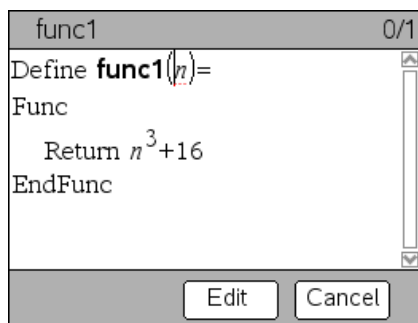 func1 0/1
Define func1(n)=
Func
Return n³+16
EndFunc
Edit Cancel